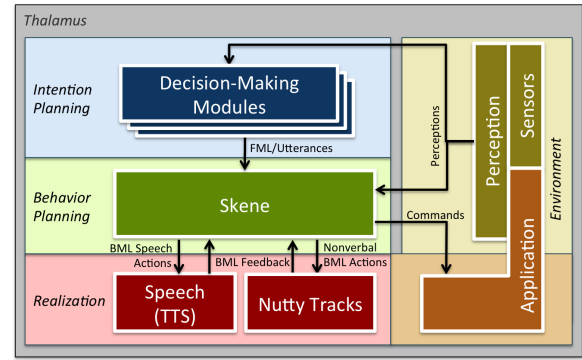 Thalamus
Intention
Planning
Decision-Making
Modules
FML/Utterances
Perceptions
Perception
Sensors
Environment
Behavior
Planning
Skene
Commands
BML Speech
Actions
BML Feedback
Nonverbal
BML Actions
Realization
Speech
(TTS)
Nutty Tracks
Application